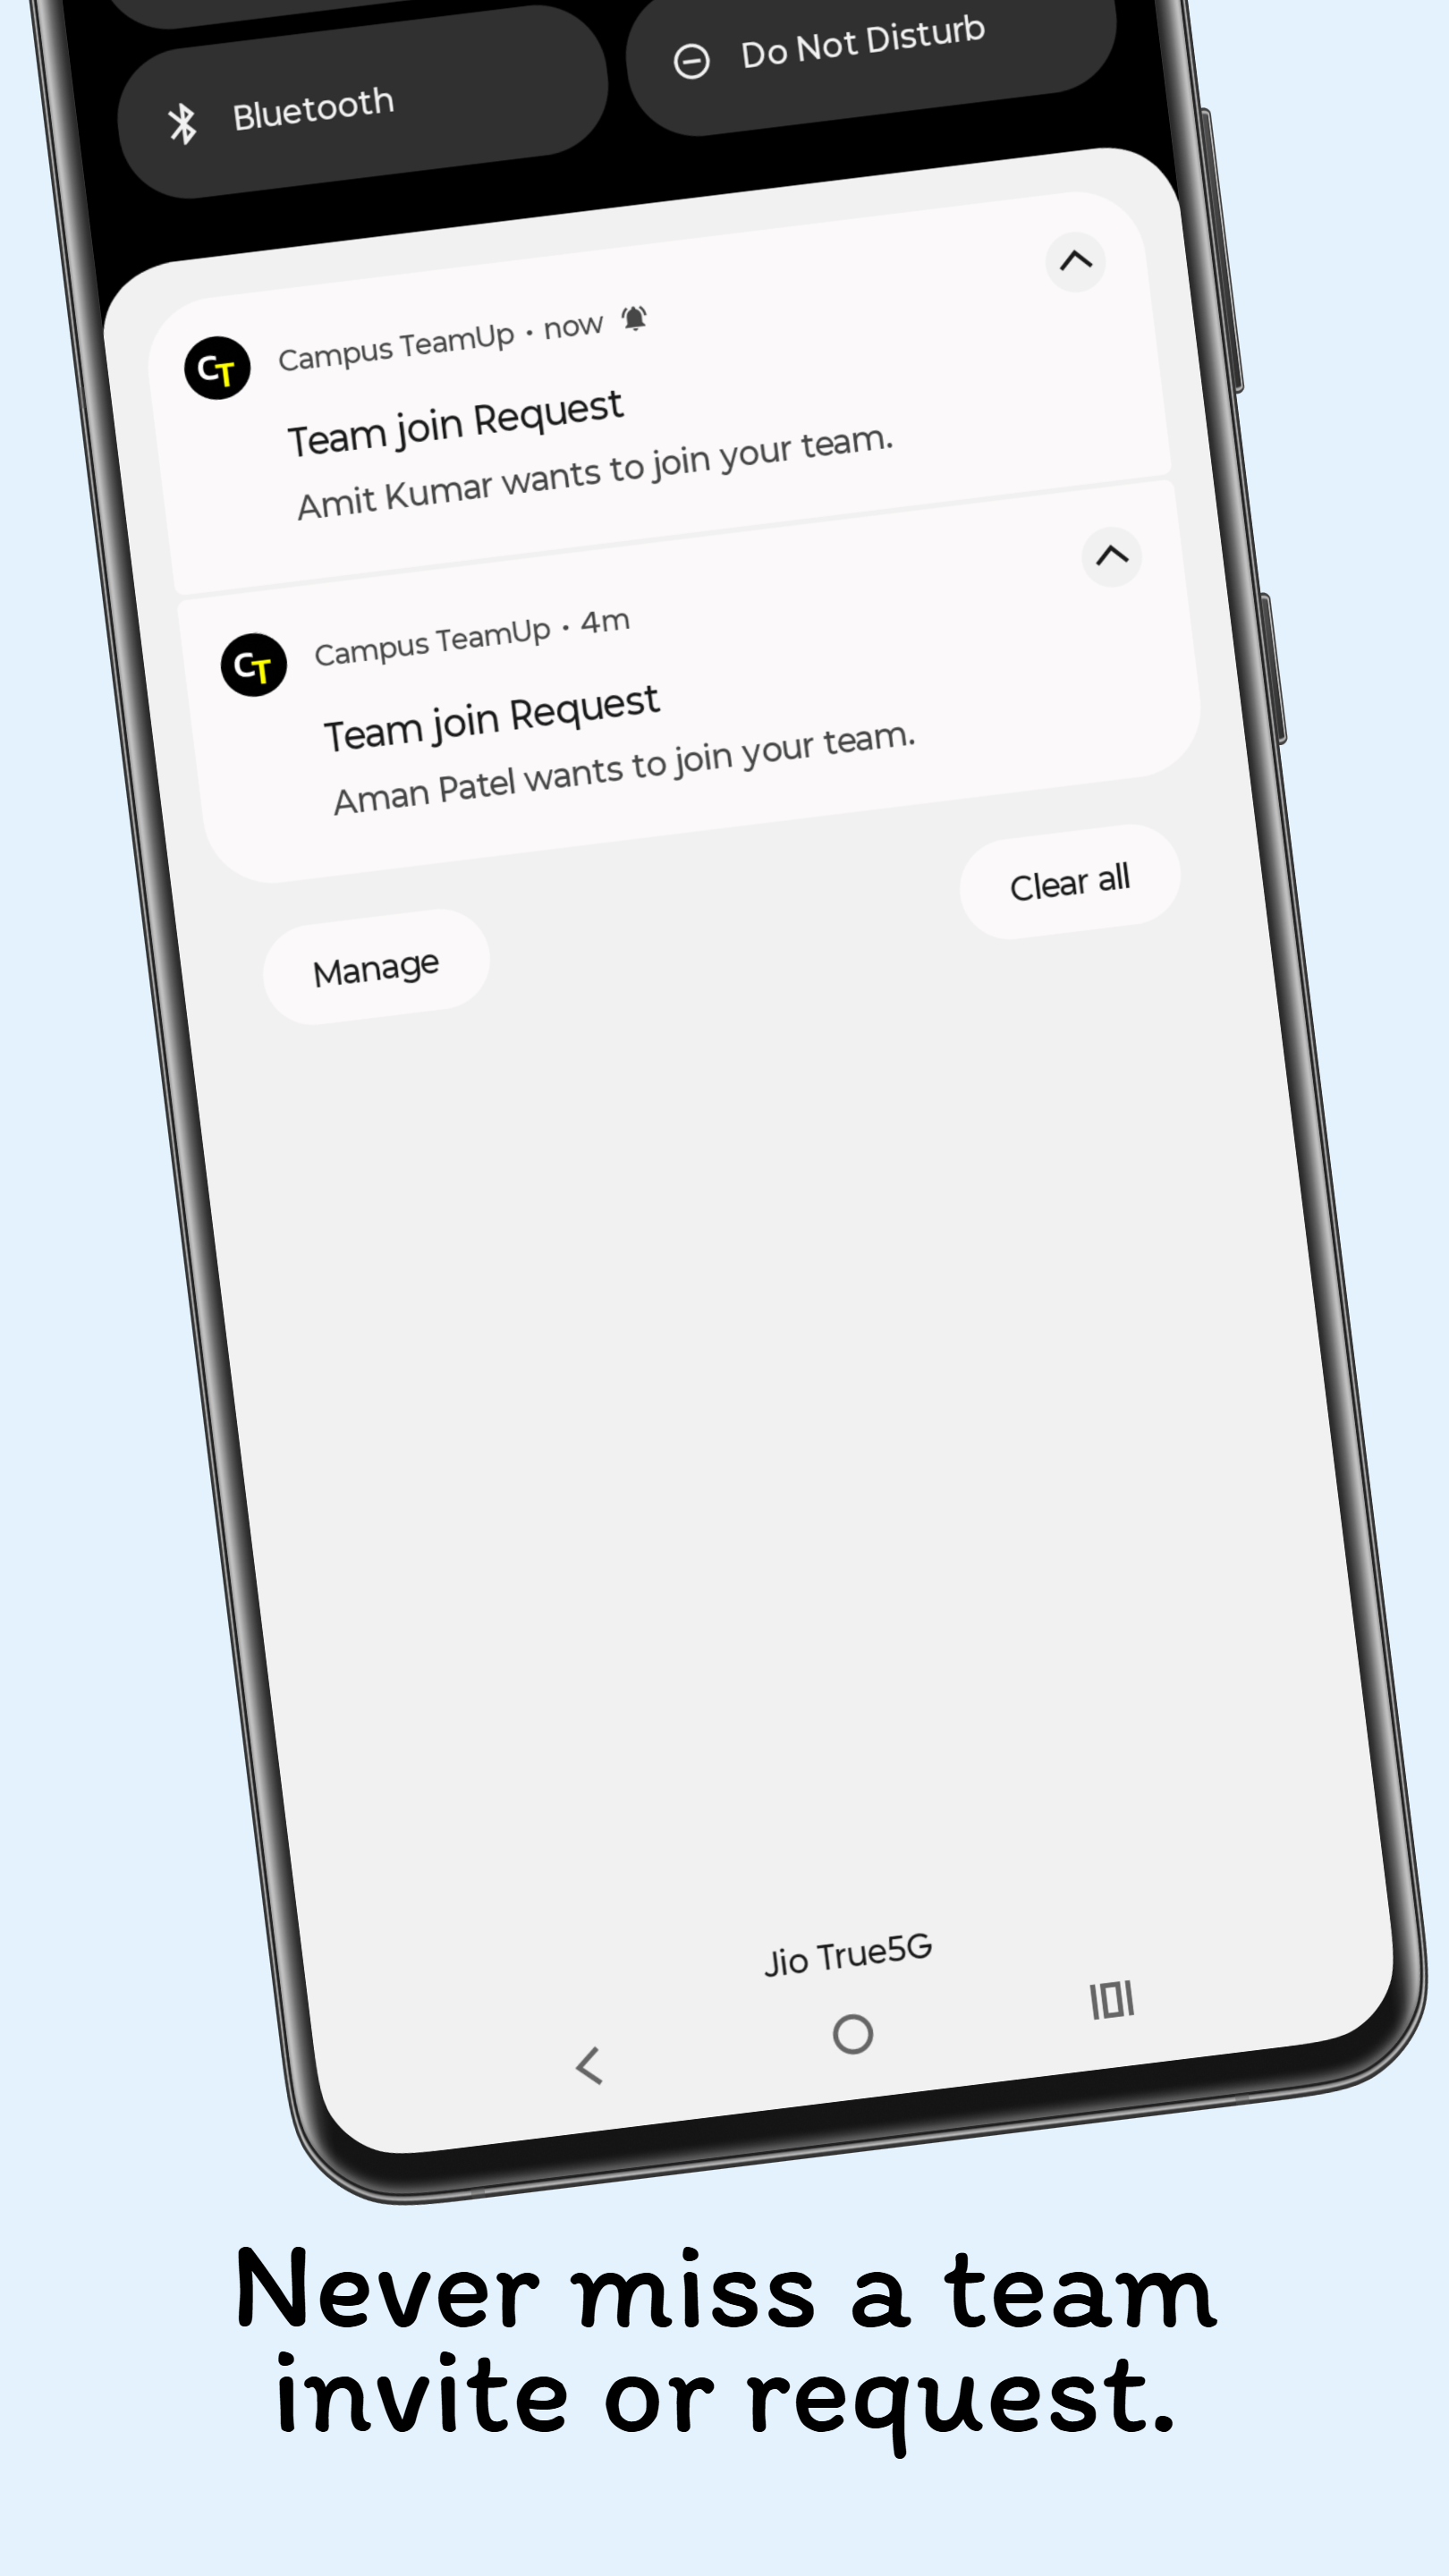 Bluetooth
Do Not Disturb
CT
Campus TeamUp • now
Team join Request
Amit Kumar wants to join your team.
CT
Campus TeamUp • 4m
Team join Request
Aman Patel wants to join your team.
Manage
Clear all
Jio True5G
Never miss a team
invite or request.